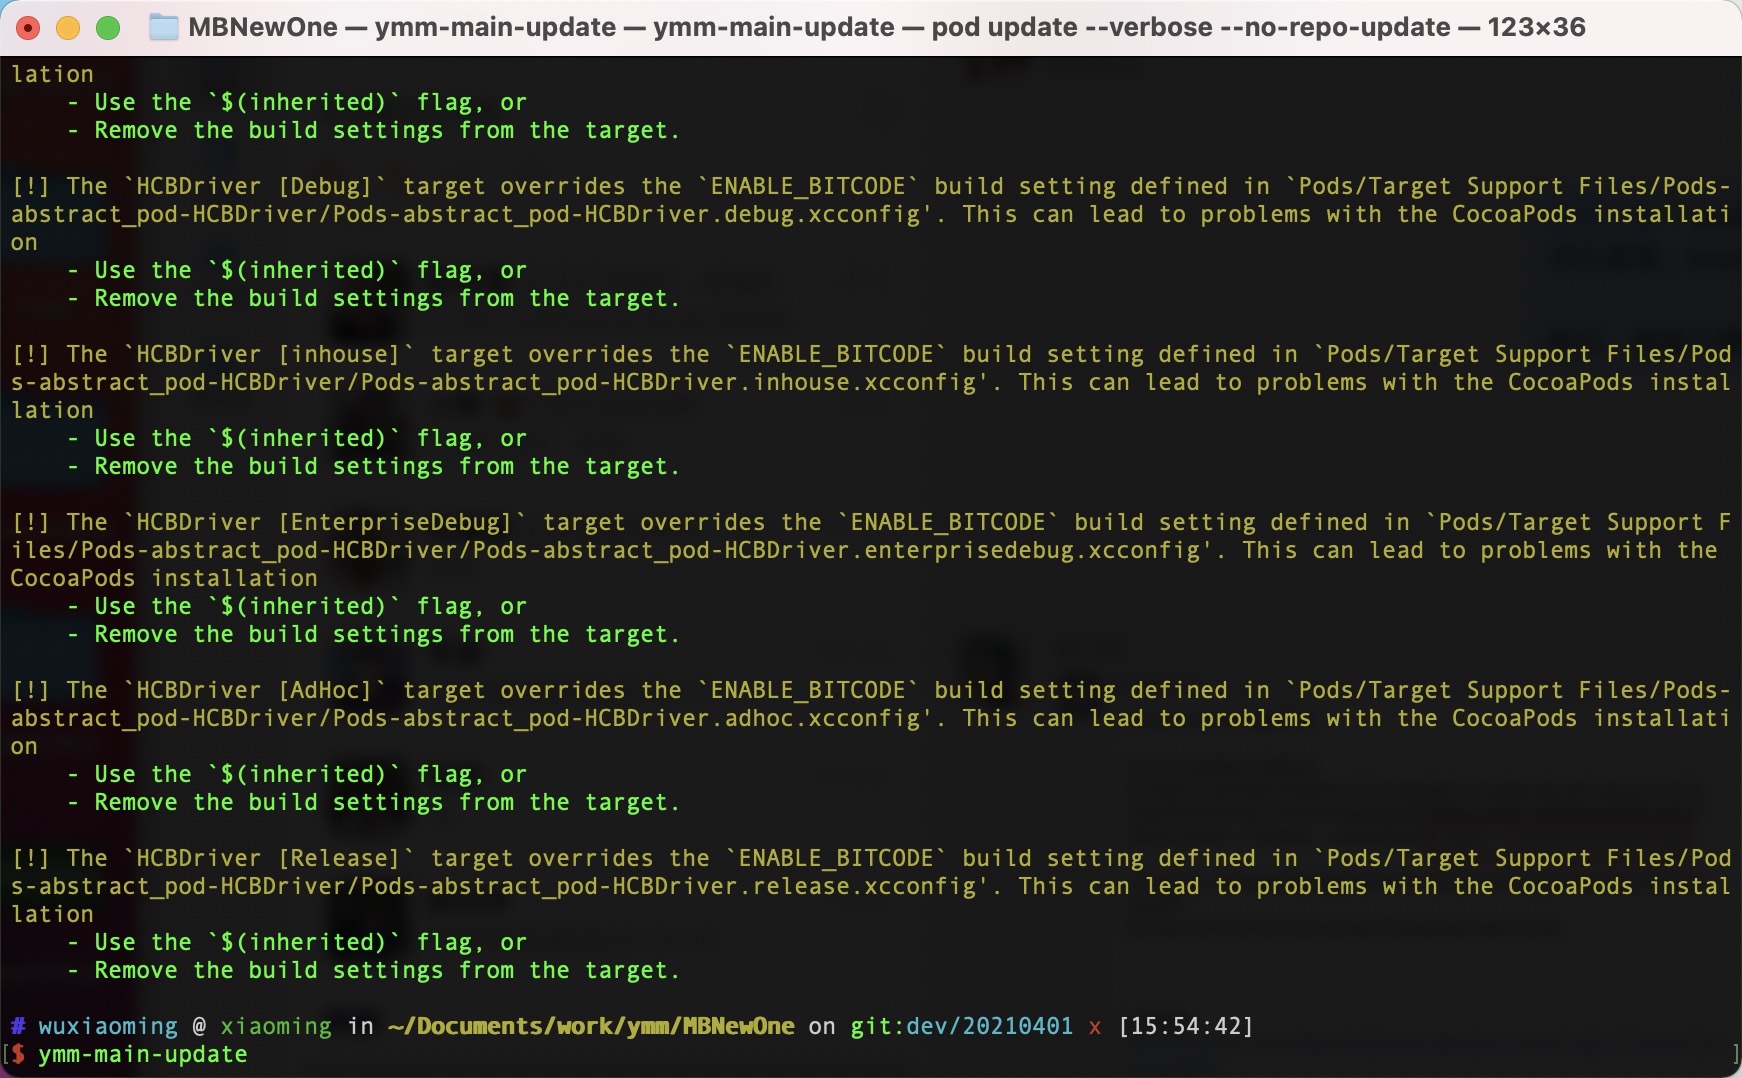 MBNewOne — ymm-main-update — ymm-main-update — pod update --verbose --no-repo-update — 123×36
lation
    - Use the `$(inherited)` flag, or
    - Remove the build settings from the target.
[!] The `HCBDriver [Debug]` target overrides the `ENABLE_BITCODE` build setting defined in `Pods/Target Support Files/Pods-
abstract_pod-HCBDriver/Pods-abstract_pod-HCBDriver.debug.xcconfig'. This can lead to problems with the CocoaPods installati
on
    - Use the `$(inherited)` flag, or
    - Remove the build settings from the target.
[!] The `HCBDriver [inhouse]` target overrides the `ENABLE_BITCODE` build setting defined in `Pods/Target Support Files/Pod
s-abstract_pod-HCBDriver/Pods-abstract_pod-HCBDriver.inhouse.xcconfig'. This can lead to problems with the CocoaPods instal
lation
    - Use the `$(inherited)` flag, or
    - Remove the build settings from the target.
[!] The `HCBDriver [EnterpriseDebug]` target overrides the `ENABLE_BITCODE` build setting defined in `Pods/Target Support F
iles/Pods-abstract_pod-HCBDriver/Pods-abstract_pod-HCBDriver.enterprisedebug.xcconfig'. This can lead to problems with the
CocoaPods installation
    - Use the `$(inherited)` flag, or
    - Remove the build settings from the target.
[!] The `HCBDriver [AdHoc]` target overrides the `ENABLE_BITCODE` build setting defined in `Pods/Target Support Files/Pods-
abstract_pod-HCBDriver/Pods-abstract_pod-HCBDriver.adhoc.xcconfig'. This can lead to problems with the CocoaPods installati
on
    - Use the `$(inherited)` flag, or
    - Remove the build settings from the target.
[!] The `HCBDriver [Release]` target overrides the `ENABLE_BITCODE` build setting defined in `Pods/Target Support Files/Pod
s-abstract_pod-HCBDriver/Pods-abstract_pod-HCBDriver.release.xcconfig'. This can lead to problems with the CocoaPods instal
lation
    - Use the `$(inherited)` flag, or
    - Remove the build settings from the target.
# wuxiaoming @ xiaoming in ~/Documents/work/ymm/MBNewOne on git:dev/20210401 x [15:54:42]
[$ ymm-main-update ]